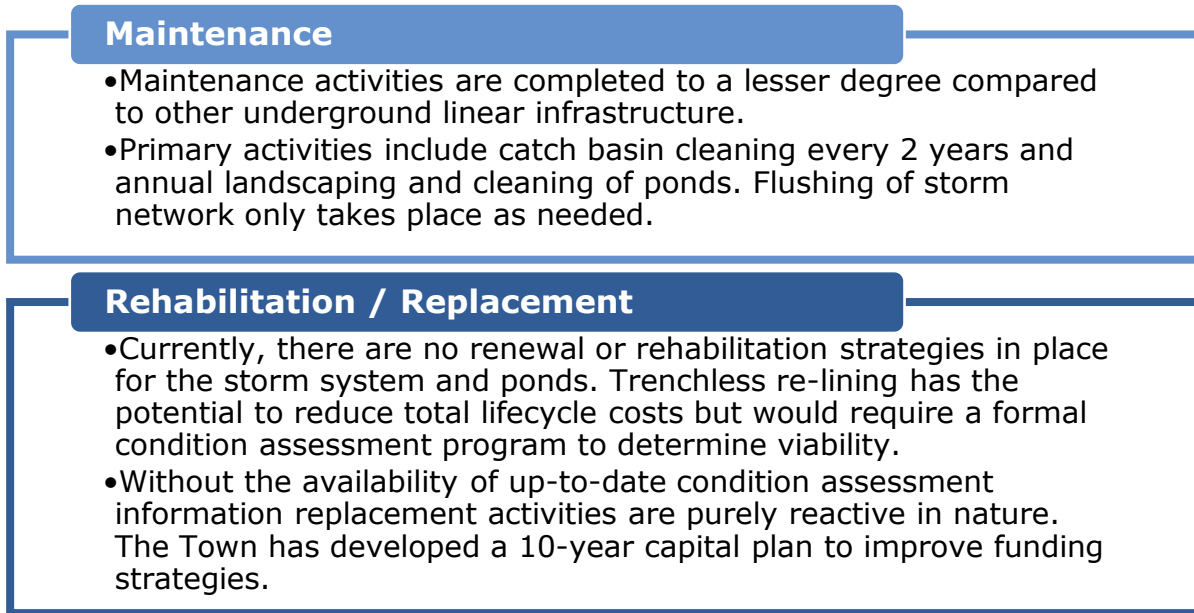 Maintenance
•Maintenance activities are completed to a lesser degree compared
to other underground linear infrastructure.
•Primary activities include catch basin cleaning every 2 years and
annual landscaping and cleaning of ponds. Flushing of storm
network only takes place as needed.
Rehabilitation / Replacement
•Currently, there are no renewal or rehabilitation strategies in place
for the storm system and ponds. Trenchless re-lining has the
potential to reduce total lifecycle costs but would require a formal
condition assessment program to determine viability.
•Without the availability of up-to-date condition assessment
information replacement activities are purely reactive in nature.
The Town has developed a 10-year capital plan to improve funding
strategies.